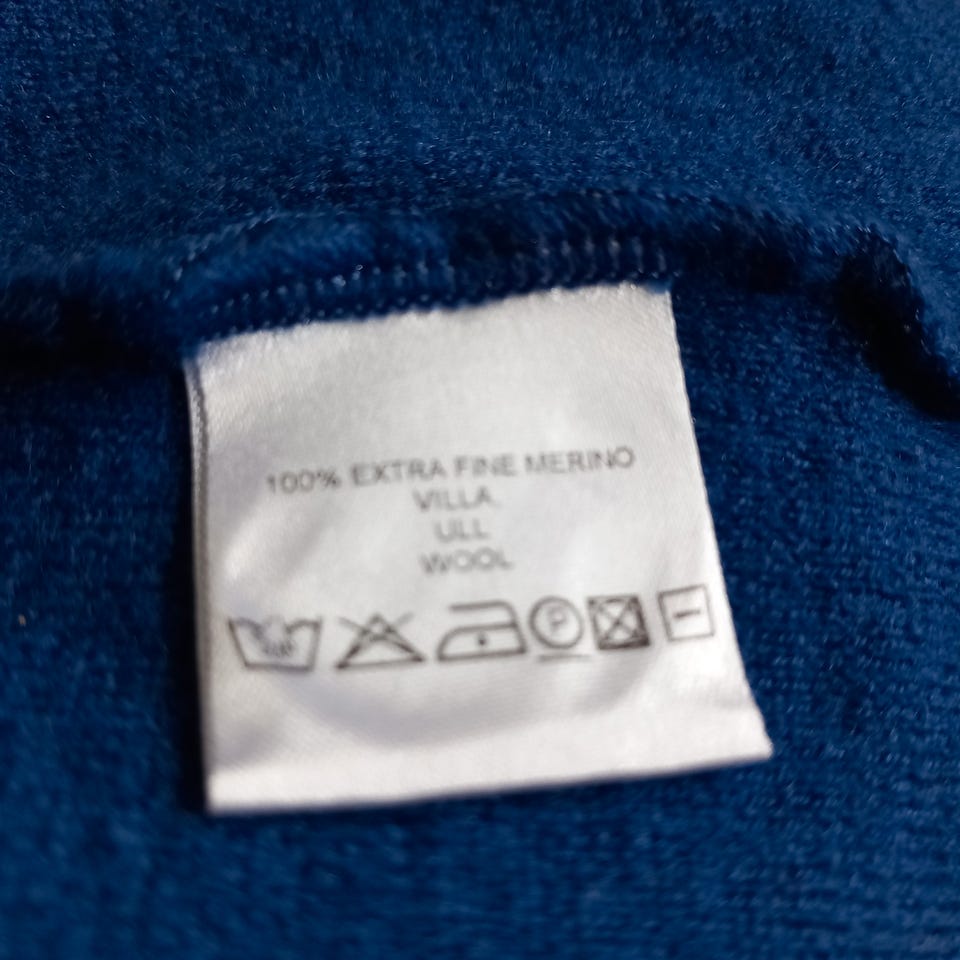 100% EXTRA FINE MERINO
VILLA
ULL
WOOL
P